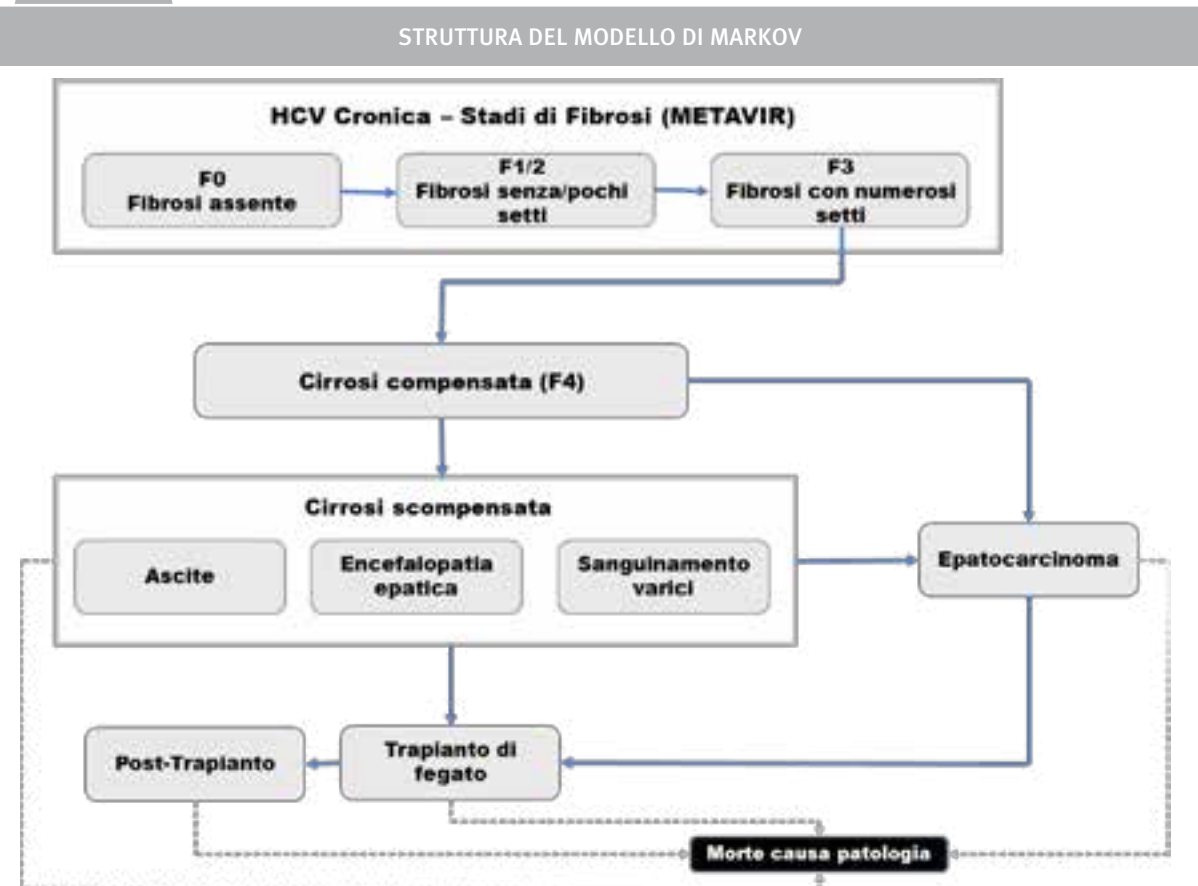 STRUTTURA DEL MODELLO DI MARKOV
HCV Cronica – Stadi di Fibrosi (METAVIR)
F0
Fibrosi assente
F1/2
Fibrosi senza/pochi
setti
F3
Fibrosi con numerosi
setti
Cirrosi compensata (F4)
Cirrosi scompensata
Ascite
Encefalopatia
epatica
Sanguinamento
varici
Epatocarcinoma
Post-Trapianto
Trapianto di
fegato
Morte causa patologia